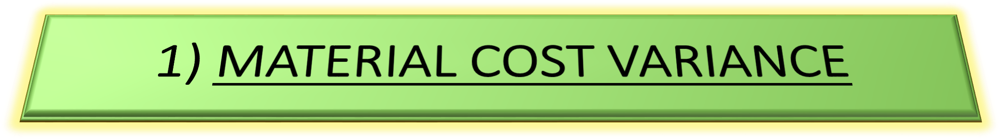 1) MATERIAL COST VARIANCE